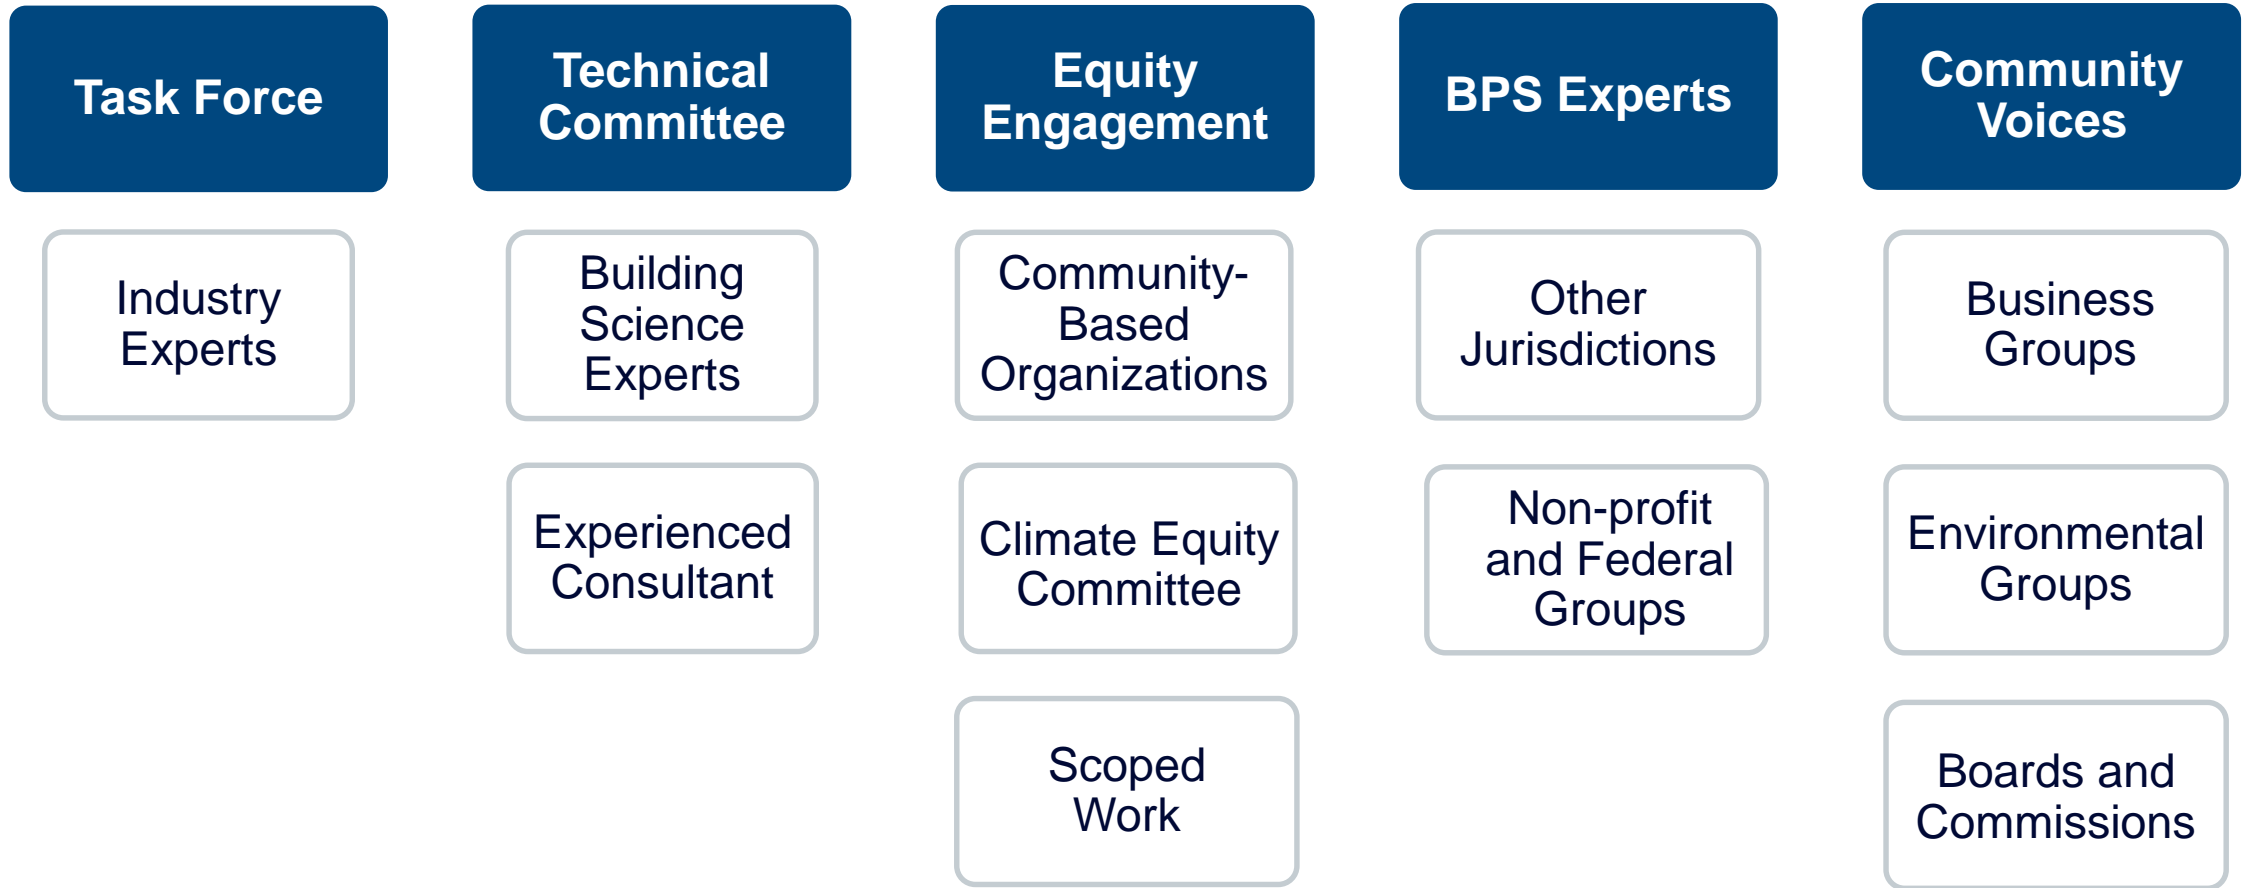 Task Force
Technical
Committee
Equity
Engagement
BPS Experts
Community
Voices
Industry
Experts
Building
Science
Experts
Community-
Based
Organizations
Other
Jurisdictions
Business
Groups
Experienced
Consultant
Climate Equity
Committee
Non-profit
and Federal
Groups
Environmental
Groups
Scoped
Work
Boards and
Commissions